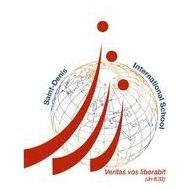 Saint-Denis
International School
Veritas vos liberabit
(Jn 8,32)